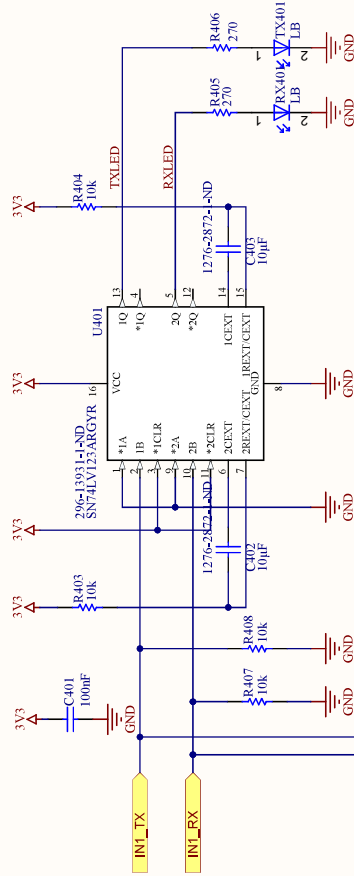 IN1_TX
IN1_RX
3V3
C401
100nF
GND
3V3
R403
10k
R408
10k
GND
R407
10k
GND
3V3
296-13931-1-ND
SN74LV123ARGYR
U401
1276-2872-1-ND
C402
10µF
GND
3V3
16
VCC
1
*1A
2
1B
3
*1CLR
9
*2A
10
2B
11
*2CLR
6
2CEXT
7
2REXT/CEXT
13
1Q
4
*1Q
5
2Q
12
*2Q
14
1CEXT
15
1REXT/CEXT
GND
8
GND
3V3
R404
10k
1276-2872-1-ND
C403
10µF
TXLED
RXLED
R406
270
TX401
LB
1
2
GND
R405
270
RX401
LB
1
2
GND